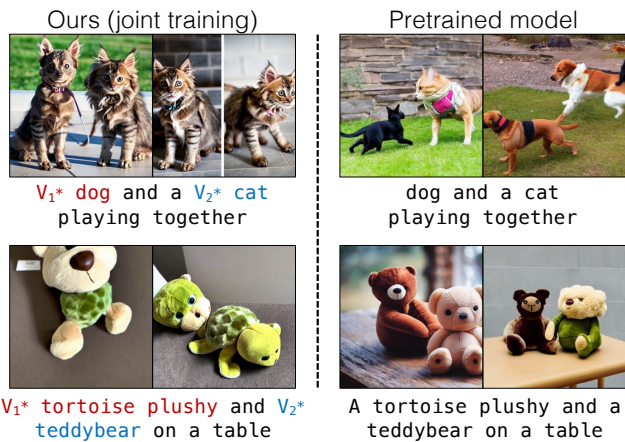 Ours (joint training)
Pretrained model
V₁* dog and a V₂* cat
playing together
dog and a cat
playing together
V₁* tortoise plushy and V₂*
teddybear on a table
A tortoise plushy and a
teddybear on a table